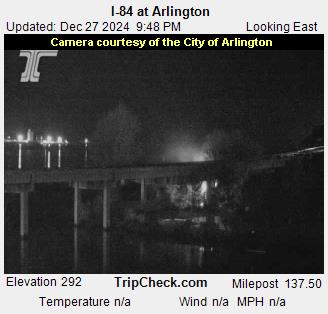 I-84 at Arlington
Updated: Dec 27 2024 9:48 PM Looking East
Camera courtesy of the City of Arlington
Elevation 292 TripCheck.com Milepost 137.50
Temperature n/a Wind n/a MPH n/a